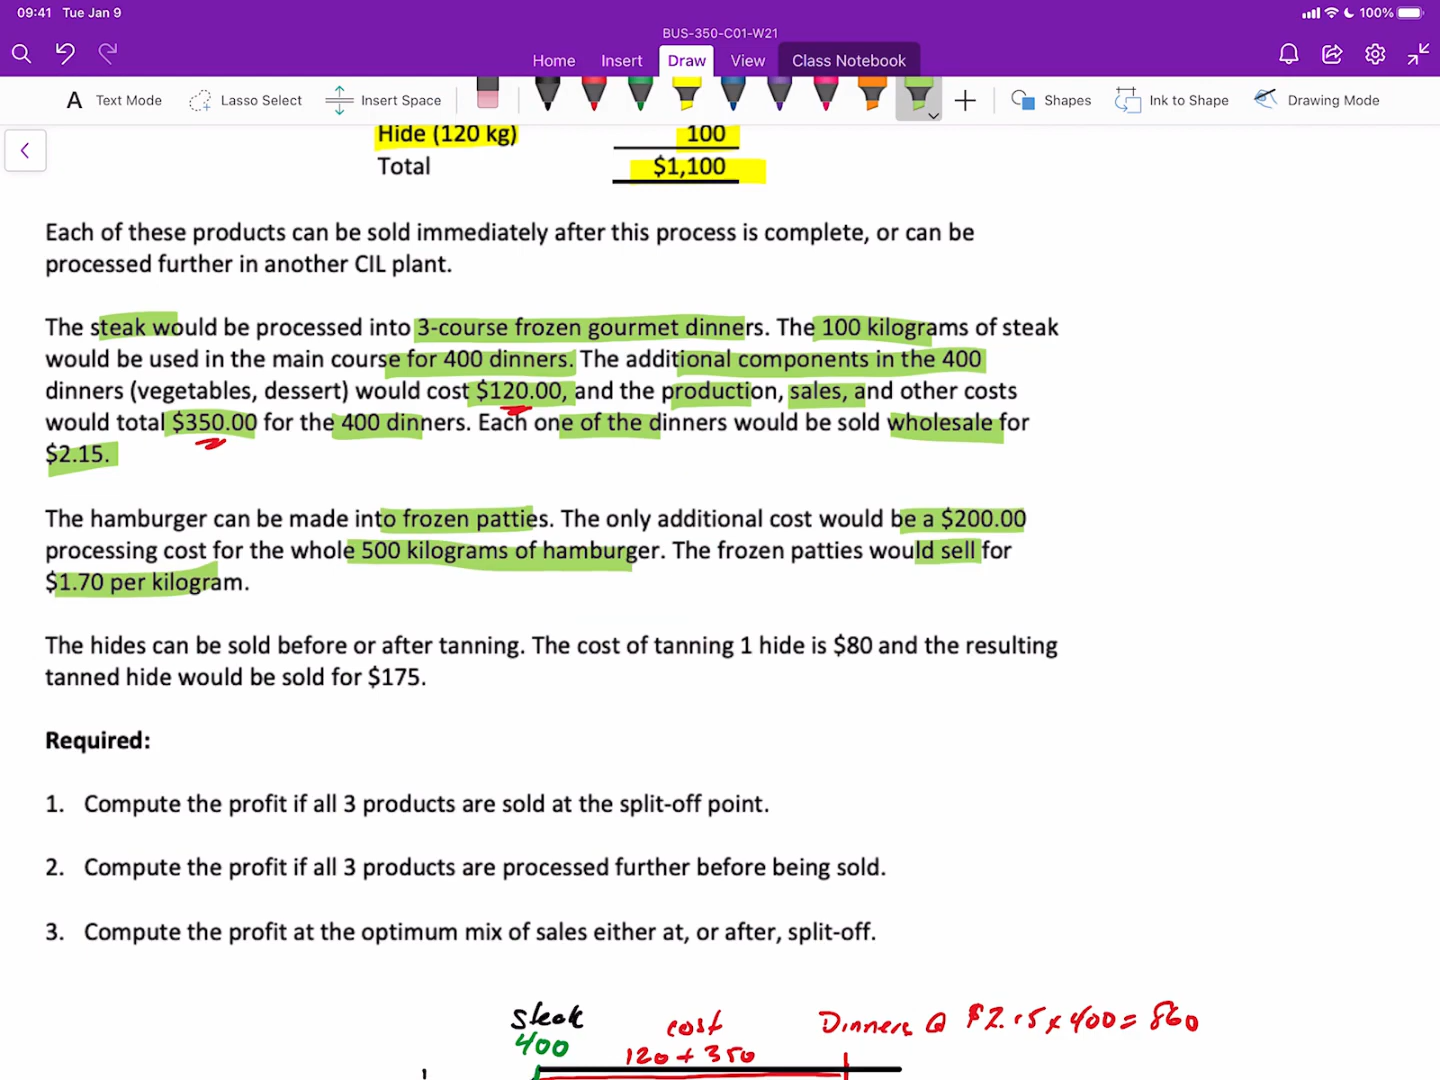 09:41 Tue Jan 9
100%
BUS-350-C01-W21
Home Insert Draw View Class Notebook
A Text Mode Lasso Select Insert Space Shapes Ink to Shape Drawing Mode
Hide (120 kg) 100
Total $1,100
Each of these products can be sold immediately after this process is complete, or can be
processed further in another CIL plant.
The steak would be processed into 3-course frozen gourmet dinners. The 100 kilograms of steak
would be used in the main course for 400 dinners. The additional components in the 400
dinners (vegetables, dessert) would cost $120.00, and the production, sales, and other costs
would total $350.00 for the 400 dinners. Each one of the dinners would be sold wholesale for
$2.15.
The hamburger can be made into frozen patties. The only additional cost would be a $200.00
processing cost for the whole 500 kilograms of hamburger. The frozen patties would sell for
$1.70 per kilogram.
The hides can be sold before or after tanning. The cost of tanning 1 hide is $80 and the resulting
tanned hide would be sold for $175.
Required:
1. Compute the profit if all 3 products are sold at the split-off point.
2. Compute the profit if all 3 products are processed further before being sold.
3. Compute the profit at the optimum mix of sales either at, or after, split-off.
Steak cost Dinners @ $2.15x400= 860
400 120+350